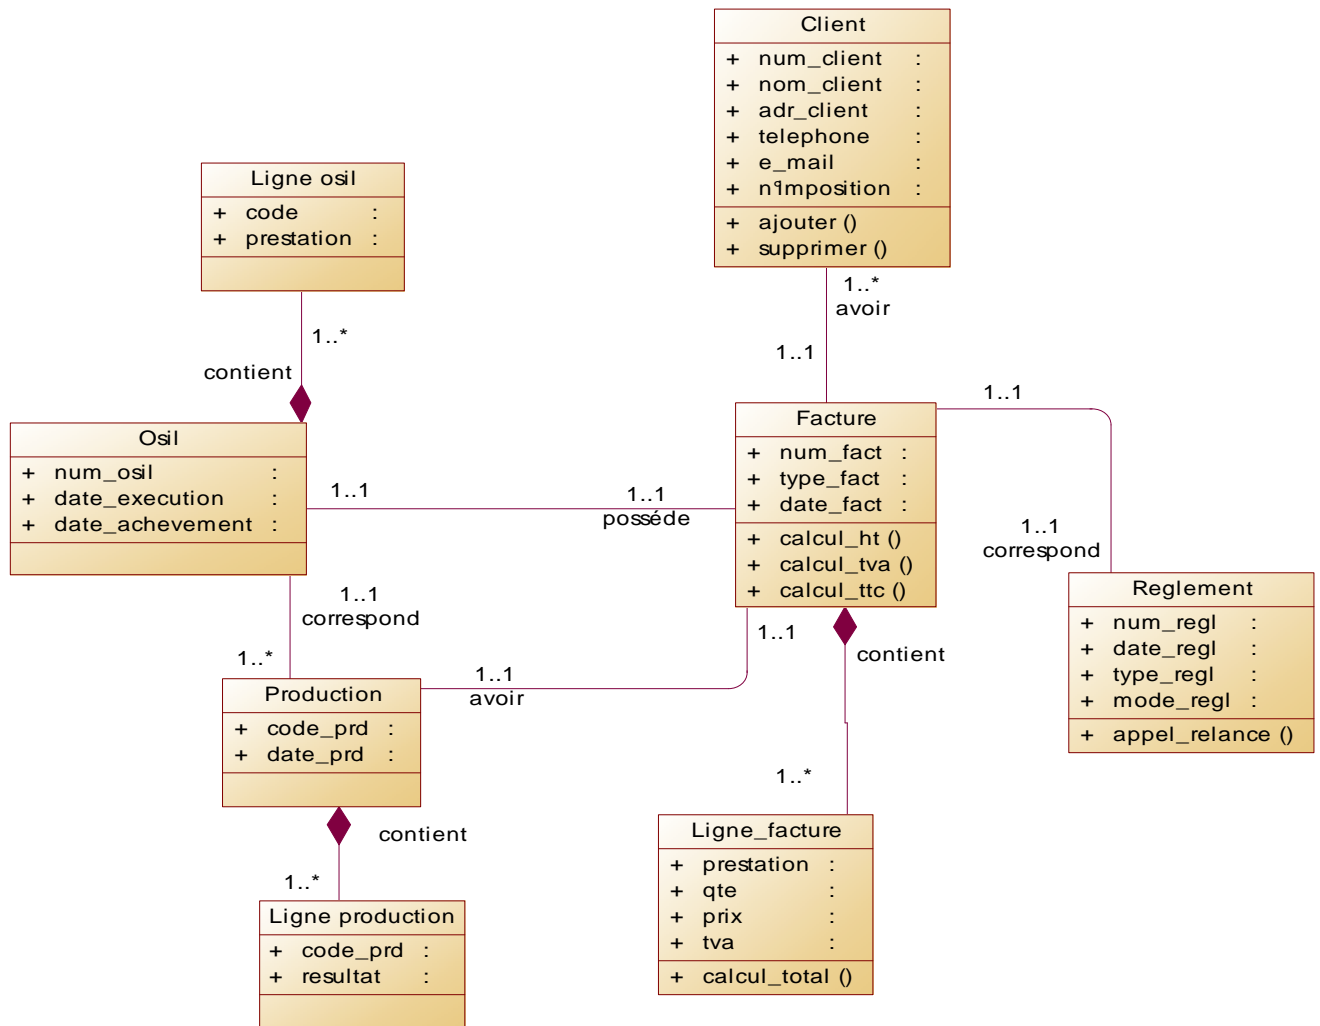 Client
+ num_client :
+ nom_client :
+ adr_client :
+ telephone :
+ e_mail :
+ n°imposition :
+ ajouter ()
+ supprimer ()
1..*
avoir
1..1
Ligne osil
+ code :
+ prestation :
1..*
contient
Osil
+ num_osil :
+ date_execution :
+ date_achevement :
1..1
1..1
posséde
Facture
+ num_fact :
+ type_fact :
+ date_fact :
+ calcul_ht ()
+ calcul_tva ()
+ calcul_ttc ()
1..1
1..1
correspond
Reglement
+ num_regl :
+ date_regl :
+ type_regl :
+ mode_regl :
+ appel_relance ()
1..1
correspond
1..*
Production
+ code_prd :
+ date_prd :
1..1
avoir
1..1
contient
1..*
Ligne_facture
+ prestation :
+ qte :
+ prix :
+ tva :
+ calcul_total ()
contient
1..*
Ligne production
+ code_prd :
+ resultat :